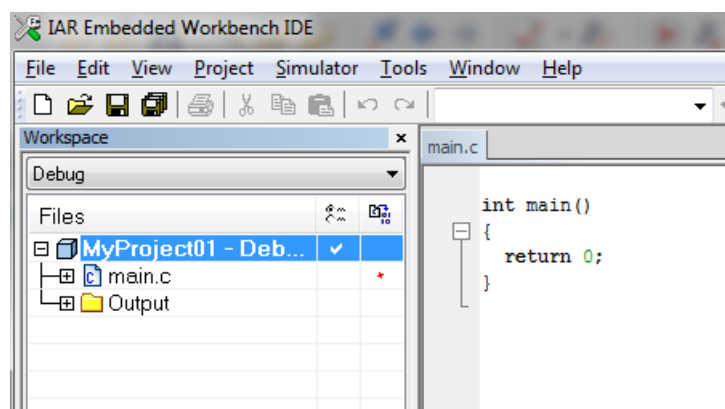 IAR Embedded Workbench IDE
File Edit View Project Simulator Tools Window Help
Workspace
Debug
Files
MyProject01 - Deb...
main.c
Output
main.c
int main()
{
return 0;
}